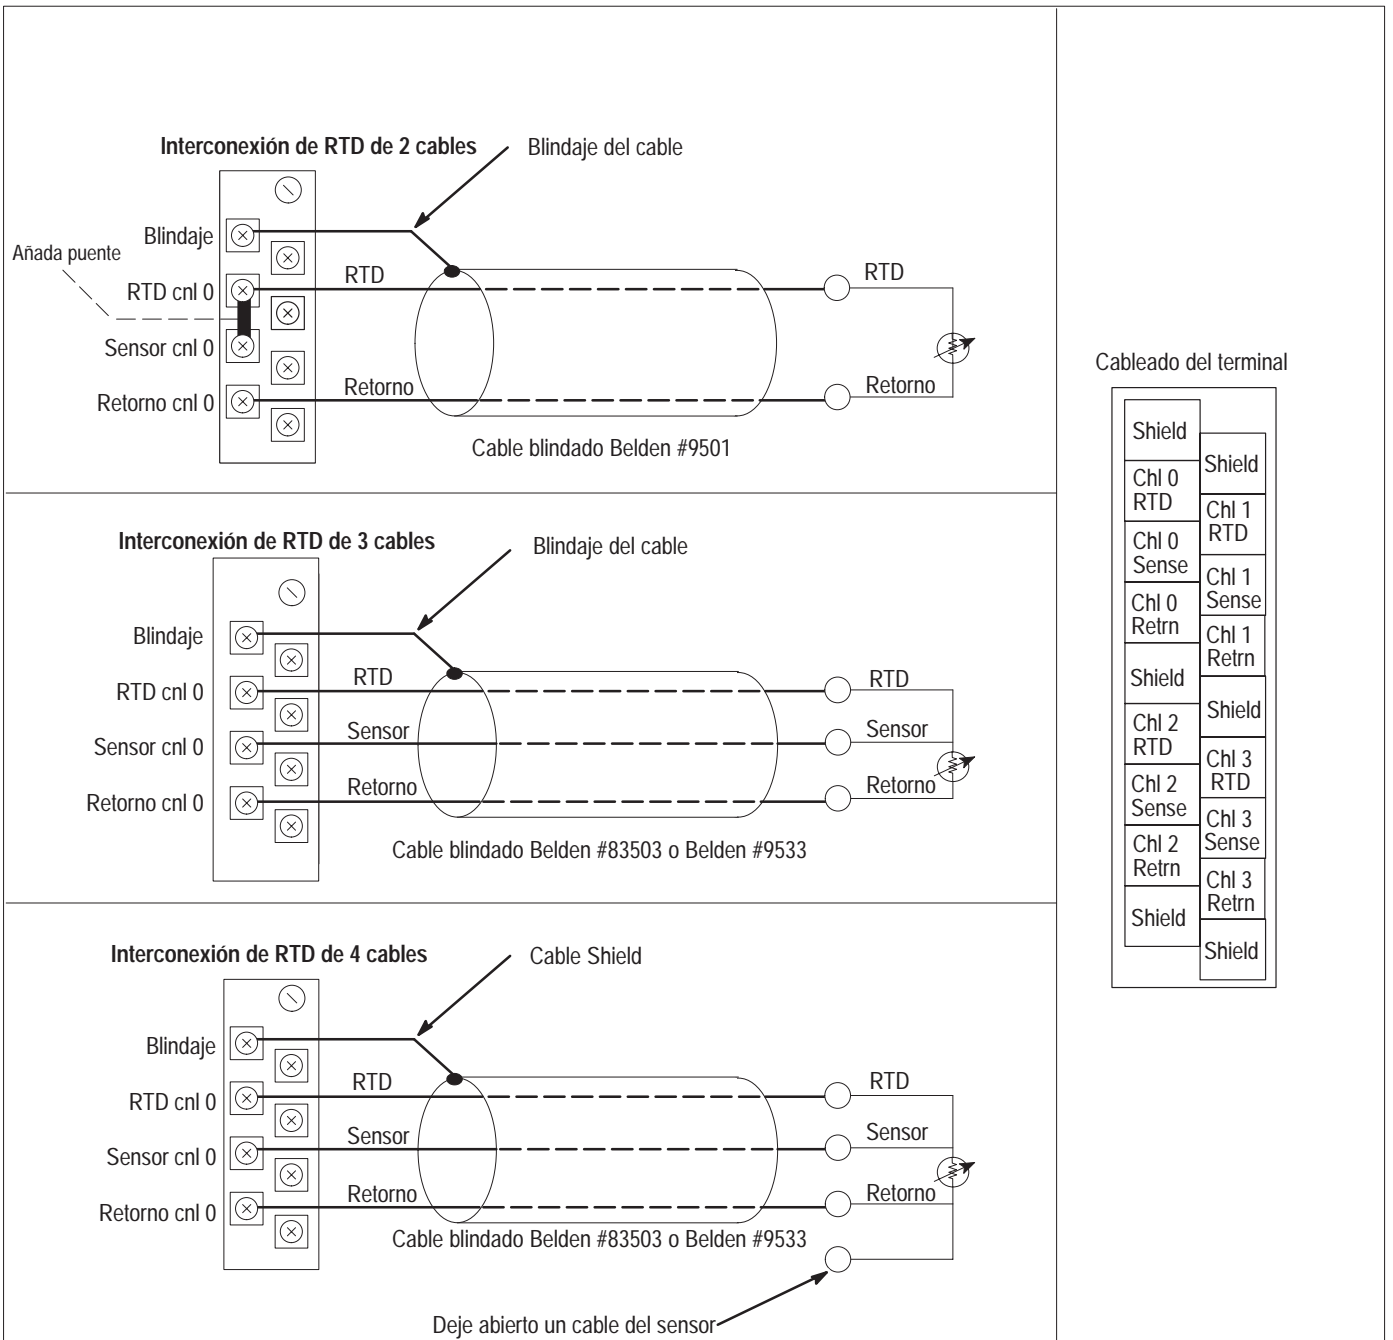 Interconexión de RTD de 2 cables
Blindaje del cable
Blindaje
Añada puente
RTD
RTD
RTD cnl 0
Sensor cnl 0
Retorno
Retorno
Retorno cnl 0
Cable blindado Belden #9501
Interconexión de RTD de 3 cables
Blindaje del cable
Blindaje
RTD
RTD
RTD cnl 0
Sensor
Sensor
Sensor cnl 0
Retorno
Retorno
Retorno cnl 0
Cable blindado Belden #83503 o Belden #9533
Interconexión de RTD de 4 cables
Cable Shield
Blindaje
RTD
RTD
RTD cnl 0
Sensor
Sensor
Sensor cnl 0
Retorno
Retorno
Retorno cnl 0
Cable blindado Belden #83503 o Belden #9533
Deje abierto un cable del sensor
Cableado del terminal
Shield
Chl 0
RTD
Chl 0
Sense
Chl 0
Retrn
Shield
Chl 2
RTD
Chl 2
Sense
Chl 2
Retrn
Shield
Shield
Chl 1
RTD
Chl 1
Sense
Chl 1
Retrn
Shield
Chl 3
RTD
Chl 3
Sense
Chl 3
Retrn
Shield